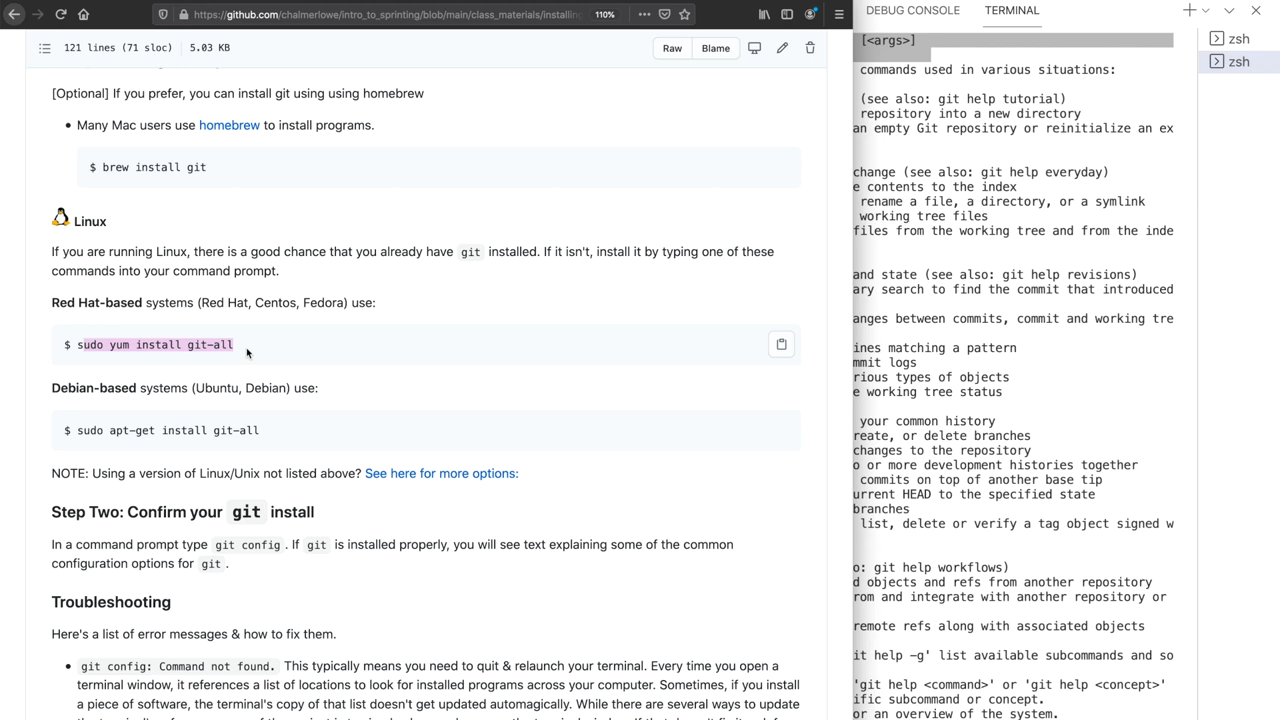 https://github.com/chalmerlowe/intro_to_sprinting/blob/main/class_materials/installing
110%
121 lines (71 sloc)
5.03 KB
Raw
Blame
[Optional] If you prefer, you can install git using using homebrew
Many Mac users use homebrew to install programs.
$ brew install git
Linux
If you are running Linux, there is a good chance that you already have git installed. If it isn't, install it by typing one of these
commands into your command prompt.
Red Hat-based systems (Red Hat, Centos, Fedora) use:
$ sudo yum install git-all
Debian-based systems (Ubuntu, Debian) use:
$ sudo apt-get install git-all
NOTE: Using a version of Linux/Unix not listed above? See here for more options:
Step Two: Confirm your git install
In a command prompt type git config. If git is installed properly, you will see text explaining some of the common
configuration options for git.
Troubleshooting
Here's a list of error messages & how to fix them.
git config: Command not found. This typically means you need to quit & relaunch your terminal. Every time you open a
terminal window, it references a list of locations to look for installed programs across your computer. Sometimes, if you install
a piece of software, the terminal's copy of that list doesn't get updated automagically. While there are several ways to update
DEBUG CONSOLE
TERMINAL
zsh
zsh
[<args>]
commands used in various situations:
(see also: git help tutorial)
repository into a new directory
an empty Git repository or reinitialize an ex
change (see also: git help everyday)
e contents to the index
rename a file, a directory, or a symlink
working tree files
files from the working tree and from the inde
and state (see also: git help revisions)
ary search to find the commit that introduced
anges between commits, commit and working tre
ines matching a pattern
mmit logs
rious types of objects
e working tree status
your common history
reate, or delete branches
changes to the repository
o or more development histories together
commits on top of another base tip
urrent HEAD to the specified state
branches
list, delete or verify a tag object signed w
o: git help workflows)
d objects and refs from another repository
rom and integrate with another repository or
remote refs along with associated objects
it help -g' list available subcommands and so
'git help <command>' or 'git help <concept>'
ific subcommand or concept.
or an overview of the system.